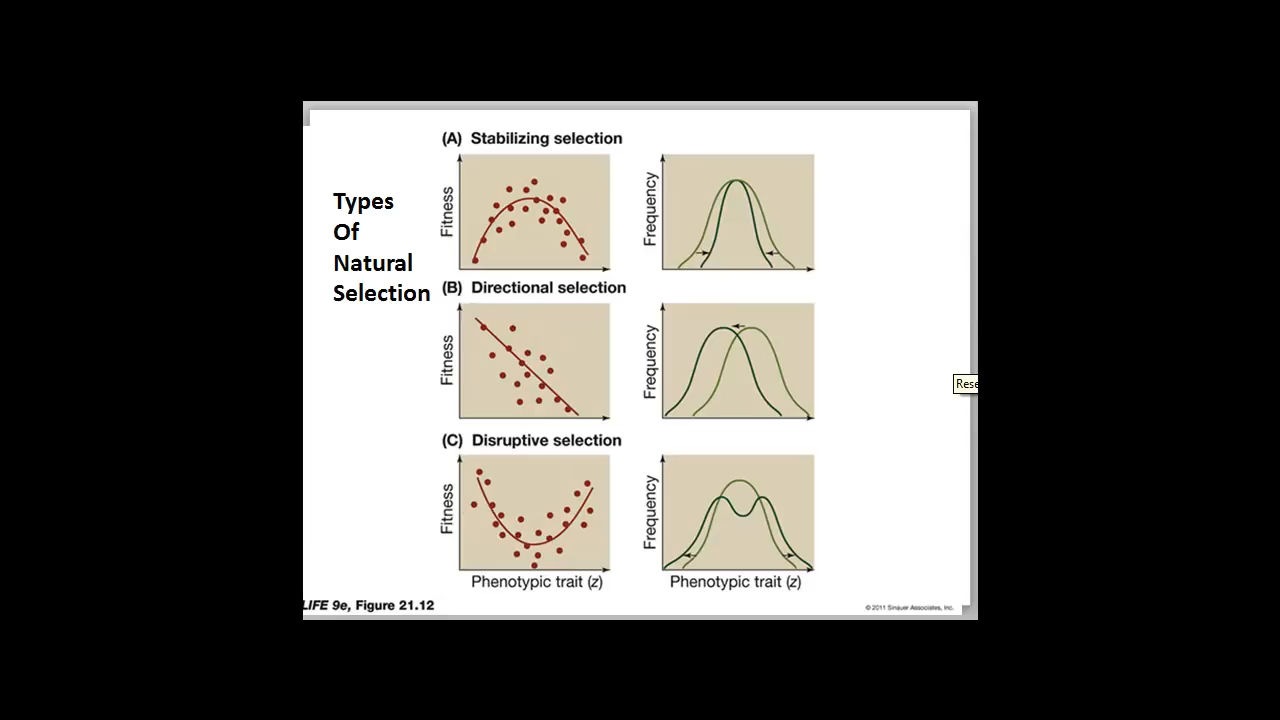 Types
Of
Natural
Selection
(A) Stabilizing selection
Fitness
Frequency
(B) Directional selection
Fitness
Frequency
(C) Disruptive selection
Fitness
Frequency
Phenotypic trait (z)
Phenotypic trait (z)
LIFE 9e, Figure 21.12
© 2011 Sinauer Associates, Inc.
Rese